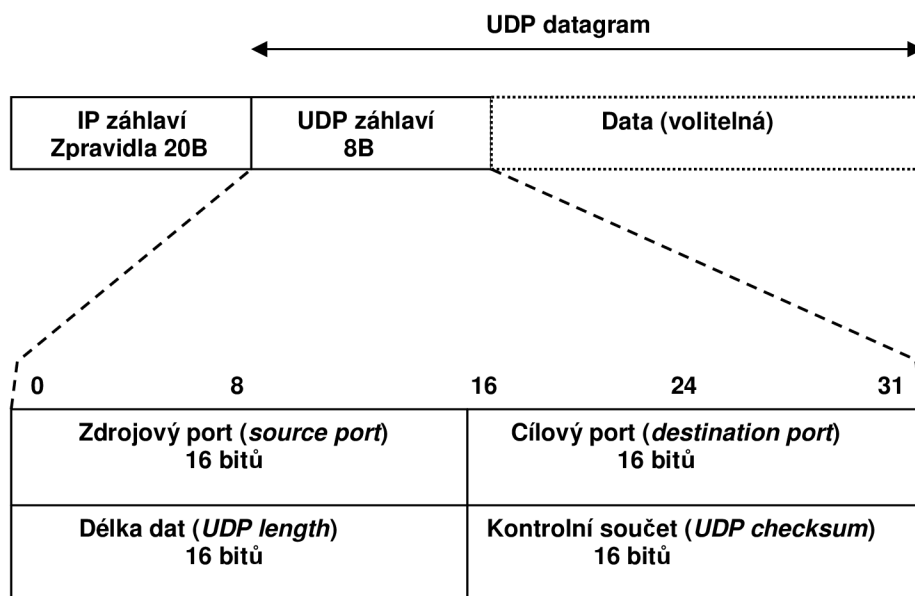 UDP datagram
IP záhlaví
Zpravidla 20B
UDP záhlaví
8B
Data (volitelná)
0 8 16 24 31
Zdrojový port (source port)
16 bitů
Cílový port (destination port)
16 bitů
Délka dat (UDP length)
16 bitů
Kontrolní součet (UDP checksum)
16 bitů